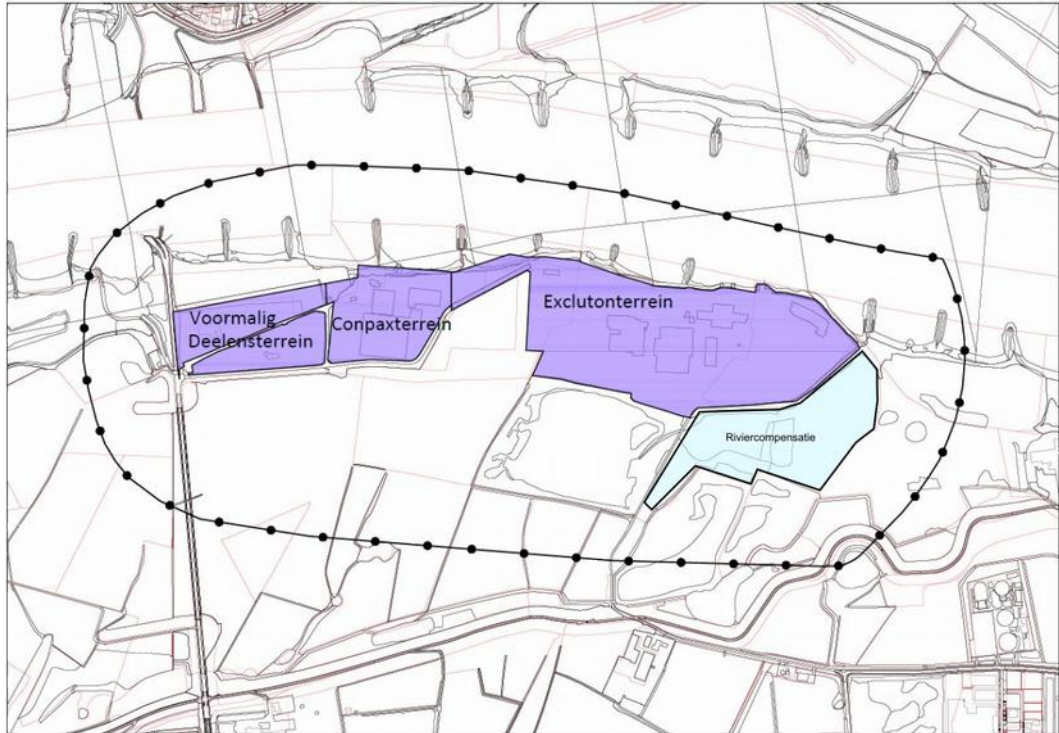 Voormalig
Deelensterrein
Conpaxterrein
Exclutonterrein
Riviercompensatie